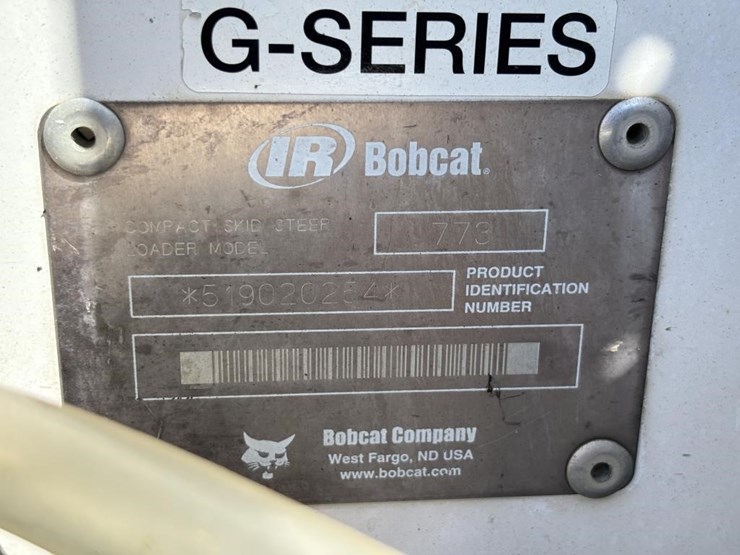 G-SERIES
IR Bobcat®
COMPACT SKID STEER
LOADER MODEL
773
PRODUCT
IDENTIFICATION
NUMBER
Bobcat Company
West Fargo, ND USA
www.bobcat.com